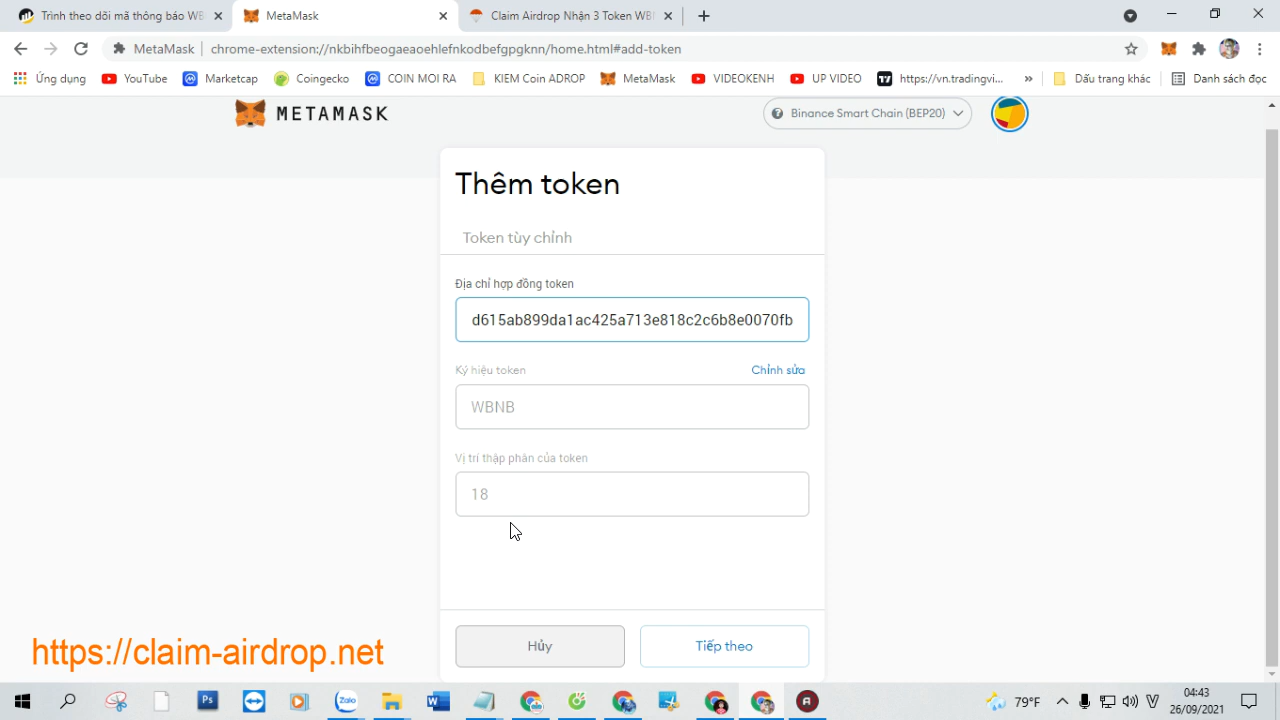 Trình theo dõi mã thông báo WB
MetaMask
Claim Airdrop Nhận 3 Token WBN
MetaMask
chrome-extension://nkbihfbeogaeaoehlefnkodbefgpgknn/home.html#add-token
Ứng dụng
YouTube
Marketcap
Coingecko
COIN MOI RA
KIEM Coin ADROP
MetaMask
VIDEOKENH
UP VIDEO
https://vn.tradingvi...
»
Dấu trang khác
Danh sách đọc
METAMASK
Binance Smart Chain (BEP20)
Thêm token
Token tùy chỉnh
Địa chỉ hợp đồng token
d615ab899da1ac425a713e818c2c6b8e0070fb
Ký hiệu token
Chỉnh sửa
WBNB
Vị trí thập phân của token
18
Hủy
Tiếp theo
https://claim-airdrop.net
Ps
Zalo
79°F
04:43
26/09/2021